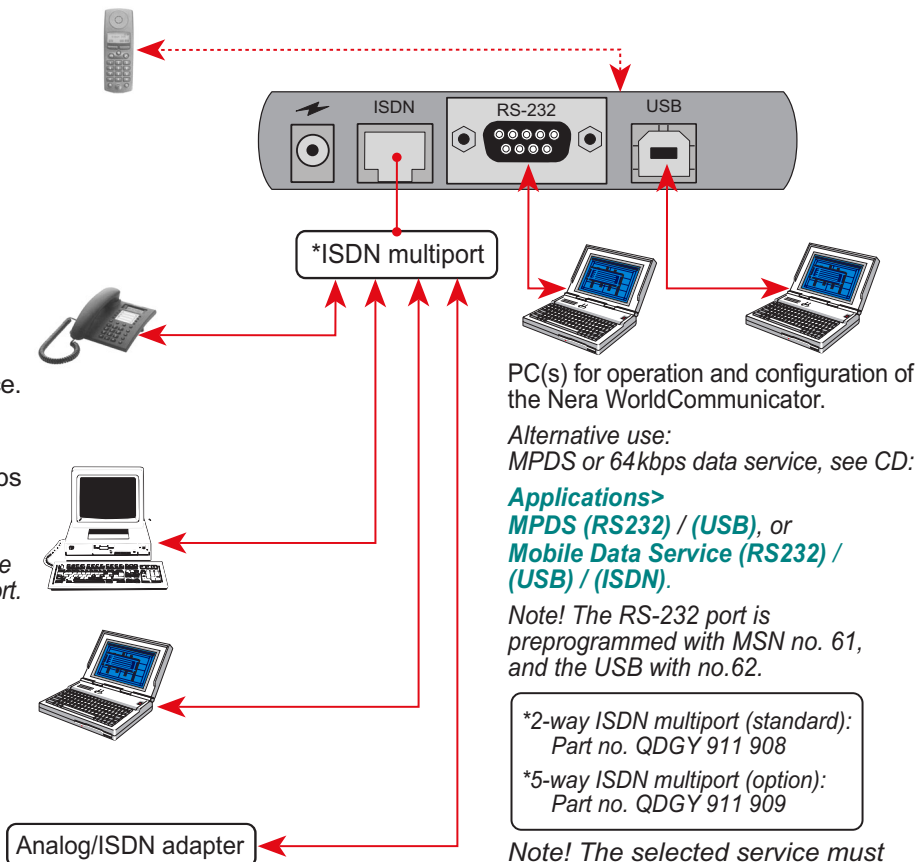 ISDN
RS-232
USB
*ISDN multiport
PC(s) for operation and configuration of
the Nera WorldCommunicator.
Alternative use:
MPDS or 64kbps data service, see CD:
Applications>
MPDS (RS232) / (USB), or
Mobile Data Service (RS232) /
(USB) / (ISDN).
Note! The RS-232 port is
preprogrammed with MSN no. 61,
and the USB with no.62.
*2-way ISDN multiport (standard):
Part no. QDGY 911 908
*5-way ISDN multiport (option):
Part no. QDGY 911 909
Note! The selected service must
Analog/ISDN adapter